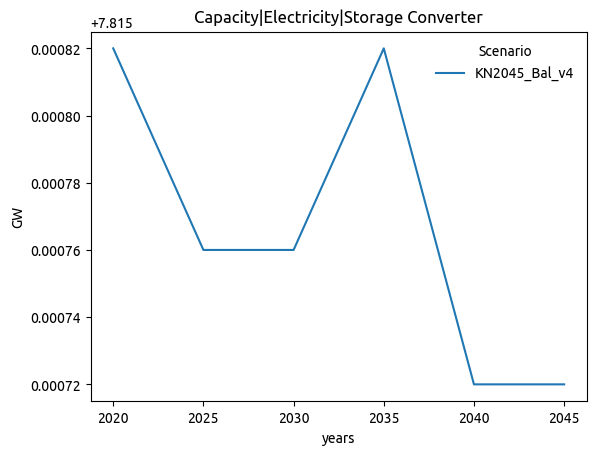 Capacity|Electricity|Storage Converter
+7.815
Scenario
KN2045_Bal_v4
0.00082
0.00080
0.00078
0.00076
0.00074
0.00072
GW
2020 2025 2030 2035 2040 2045
years